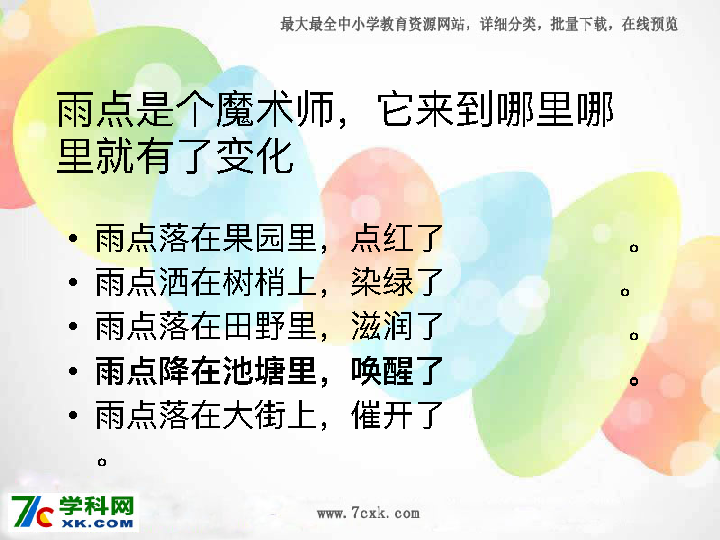 最大最全中小学教育资源网站，详细分类，批量下载，在线预览
雨点是个魔术师，它来到哪里哪
里就有了变化
• 雨点落在果园里，点红了 。
• 雨点洒在树梢上，染绿了 。
• 雨点落在田野里，滋润了 。
• 雨点降在池塘里，唤醒了 。
• 雨点落在大街上，催开了
。
7C 学科网
XK.COM
www.7cxk.com